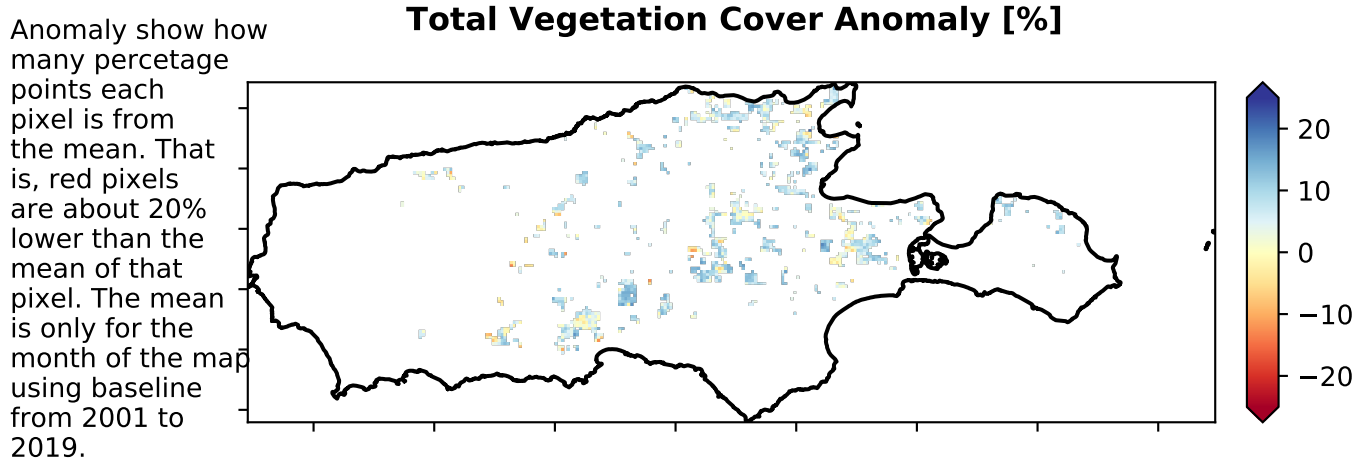 Total Vegetation Cover Anomaly [%]
Anomaly show how
many percetage
points each
pixel is from
the mean. That
is, red pixels
are about 20%
lower than the
mean of that
pixel. The mean
is only for the
month of the map
using baseline
from 2001 to
2019.
20
10
0
−10
−20